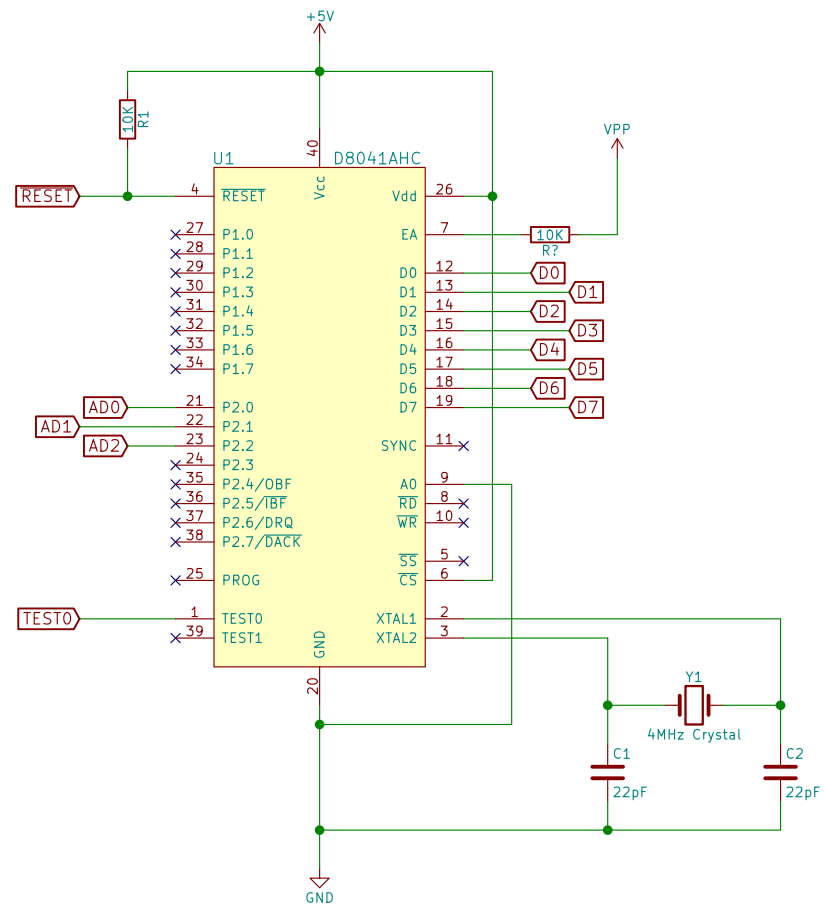 +5V
10K
R1
U1
D8041AHC
40
Vcc
VPP
RESET
4
RESET
Vdd
26
27
P1.0
EA
7
10K
R?
28
P1.1
29
P1.2
D0
12
D0
30
P1.3
D1
13
D1
31
P1.4
D2
14
D2
32
P1.5
D3
15
D3
33
P1.6
D4
16
D4
34
P1.7
D5
17
D5
D6
18
D6
AD0
21
P2.0
D7
19
D7
AD1
22
P2.1
AD2
23
P2.2
SYNC
11
24
P2.3
35
P2.4/OBF
A0
9
36
P2.5/IBF
RD
8
37
P2.6/DRQ
WR
10
38
P2.7/DACK
SS
5
25
PROG
CS
6
TEST0
1
TEST0
XTAL1
2
39
TEST1
XTAL2
3
GND
20
Y1
4MHz Crystal
C1
22pF
C2
22pF
GND